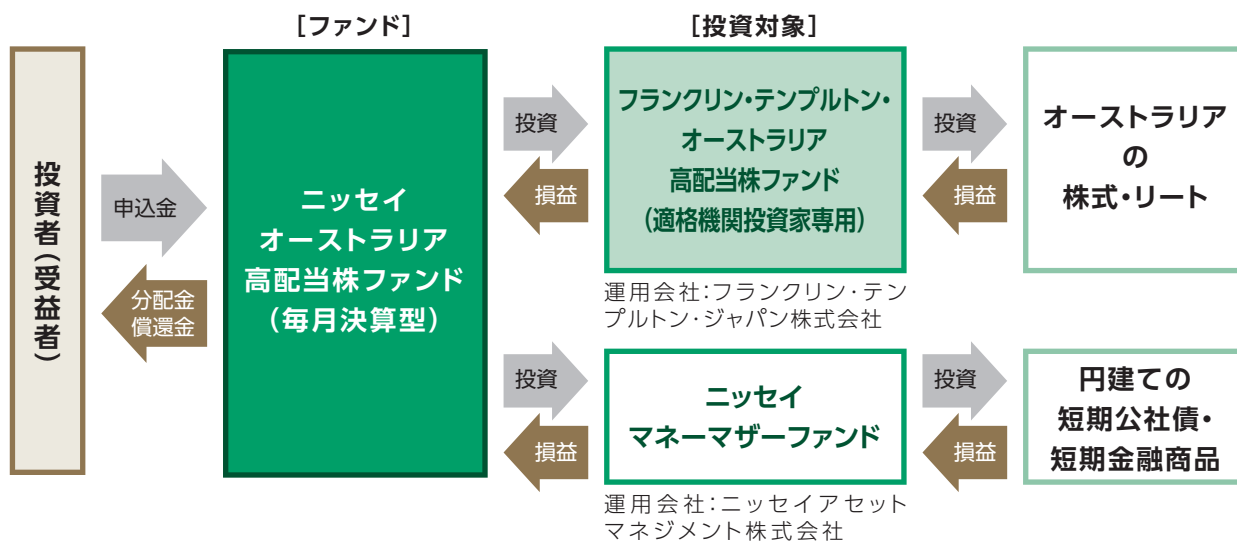 [ファンド]
[投資対象]
投資者(受益者)
申込金
分配金
償還金
ニッセイ
オーストラリア
高配当株ファンド
(毎月決算型)
投資
損益
フランクリン・テンプルトン・
オーストラリア
高配当株ファンド
(適格機関投資家専用)
運用会社:フランクリン・テン
プルトン・ジャパン株式会社
投資
損益
オーストラリア
の
株式・リート
投資
損益
ニッセイ
マネーマザーファンド
運用会社:ニッセイアセット
マネジメント株式会社
投資
損益
円建ての
短期公社債・
短期金融商品